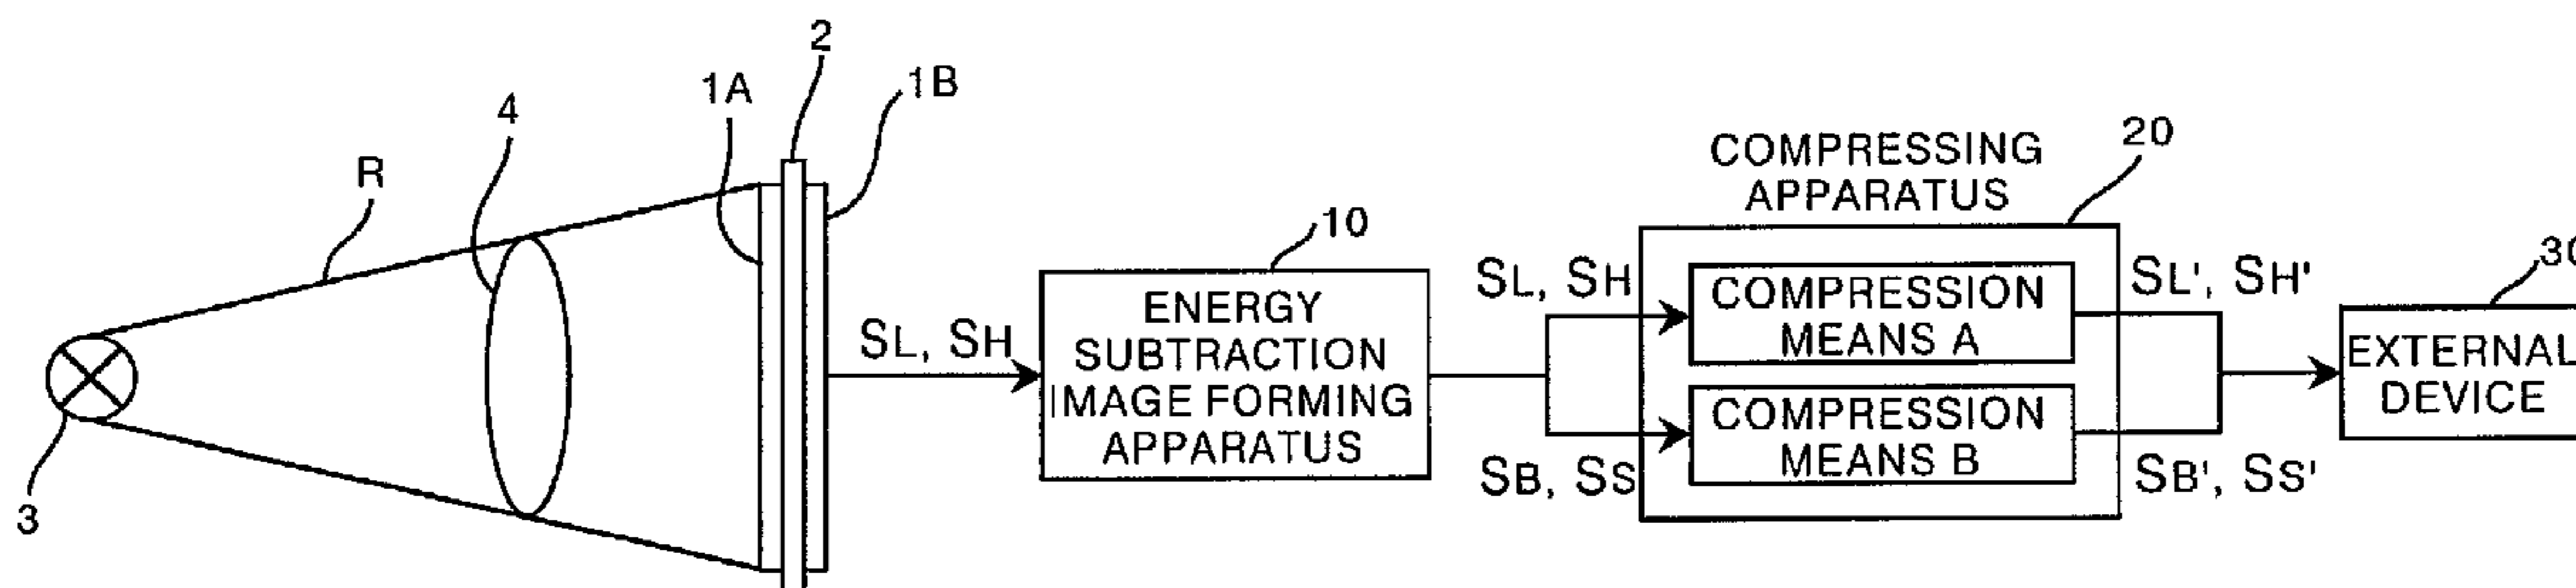 2
1A
1B
4
R
3
SL, SH
10
ENERGY
SUBTRACTION
IMAGE FORMING
APPARATUS
SL, SH
SB, SS
COMPRESSING
APPARATUS
20
COMPRESSION
MEANS A
COMPRESSION
MEANS B
SL', SH'
SB', SS'
30
EXTERNAL
DEVICE